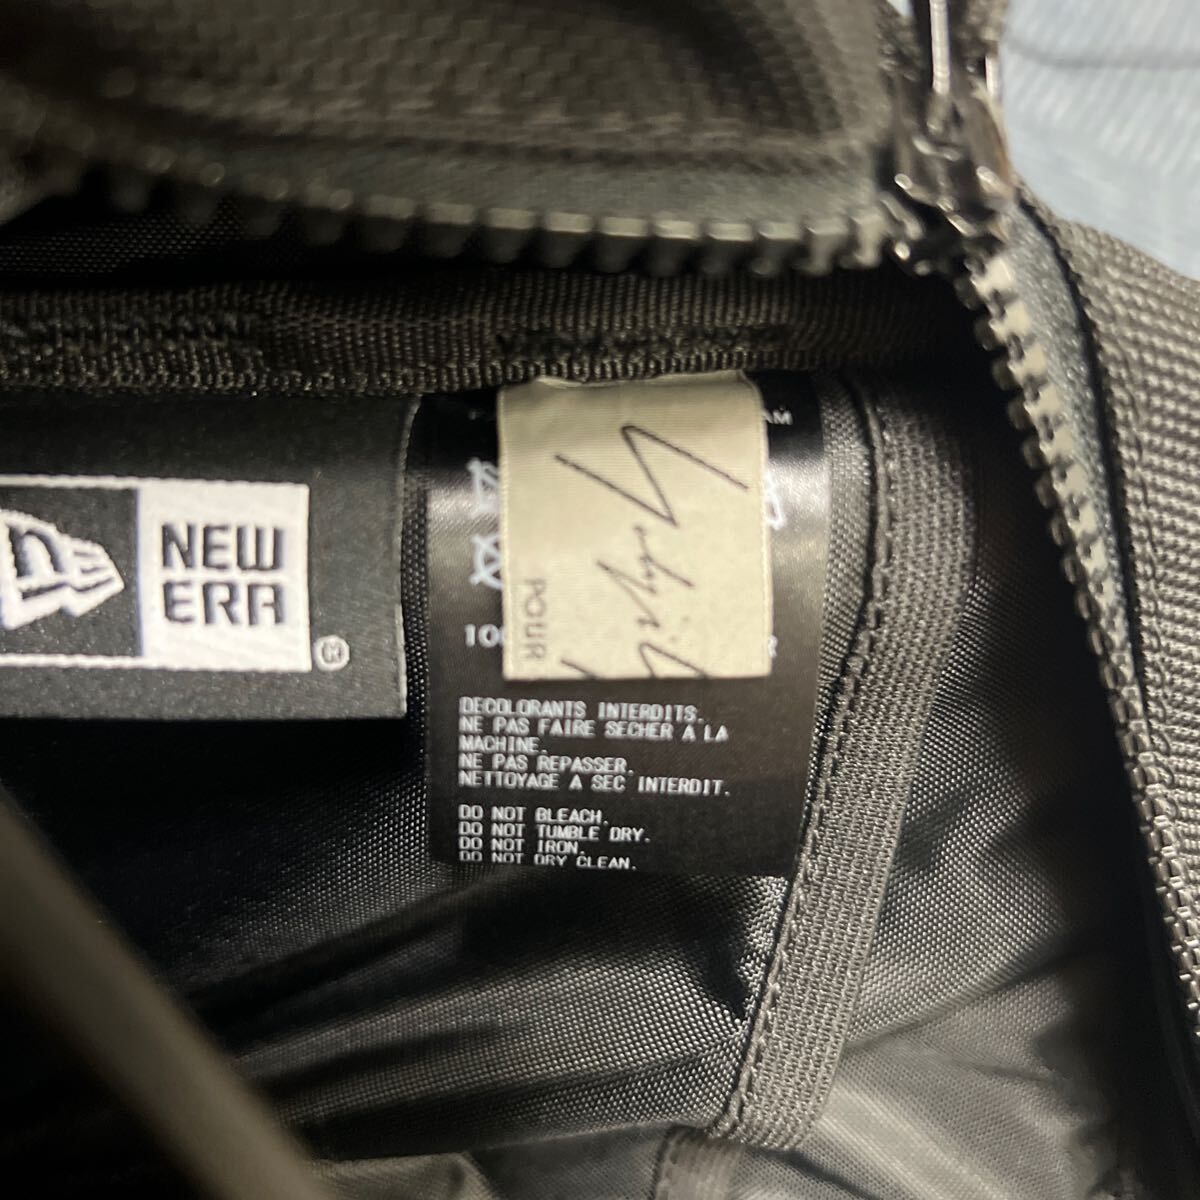 NEW
ERA
®
POUR
DECOLORANTS INTERDITS.
NE PAS FAIRE SECHER A LA
MACHINE.
NE PAS REPASSER.
NETTOYAGE A SEC INTERDIT.
DO NOT BLEACH.
DO NOT TUMBLE DRY.
DO NOT IRON.
DO NOT DRY CLEAN.